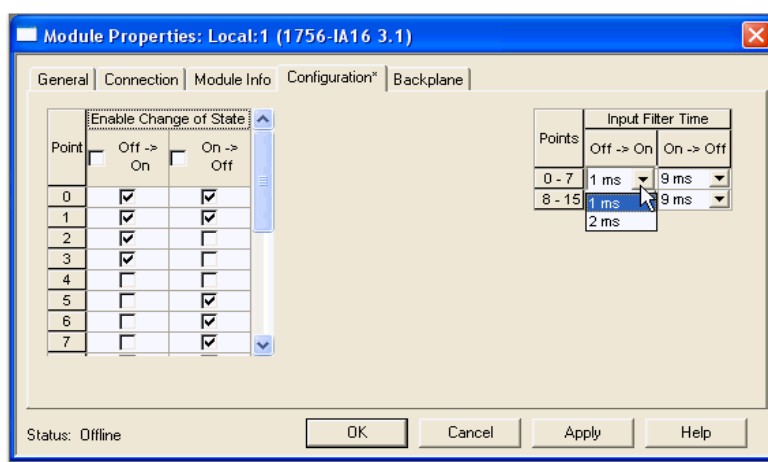 Module Properties: Local:1 (1756-IA16 3.1)
General Connection Module Info Configuration* Backplane
Enable Change of State
Point Off -> On On -> Off
0
1
2
3
4
5
6
7
Input Filter Time
Points Off -> On On -> Off
0 - 7 1 ms 9 ms
8 - 15 1 ms 9 ms
2 ms
Status: Offline OK Cancel Apply Help